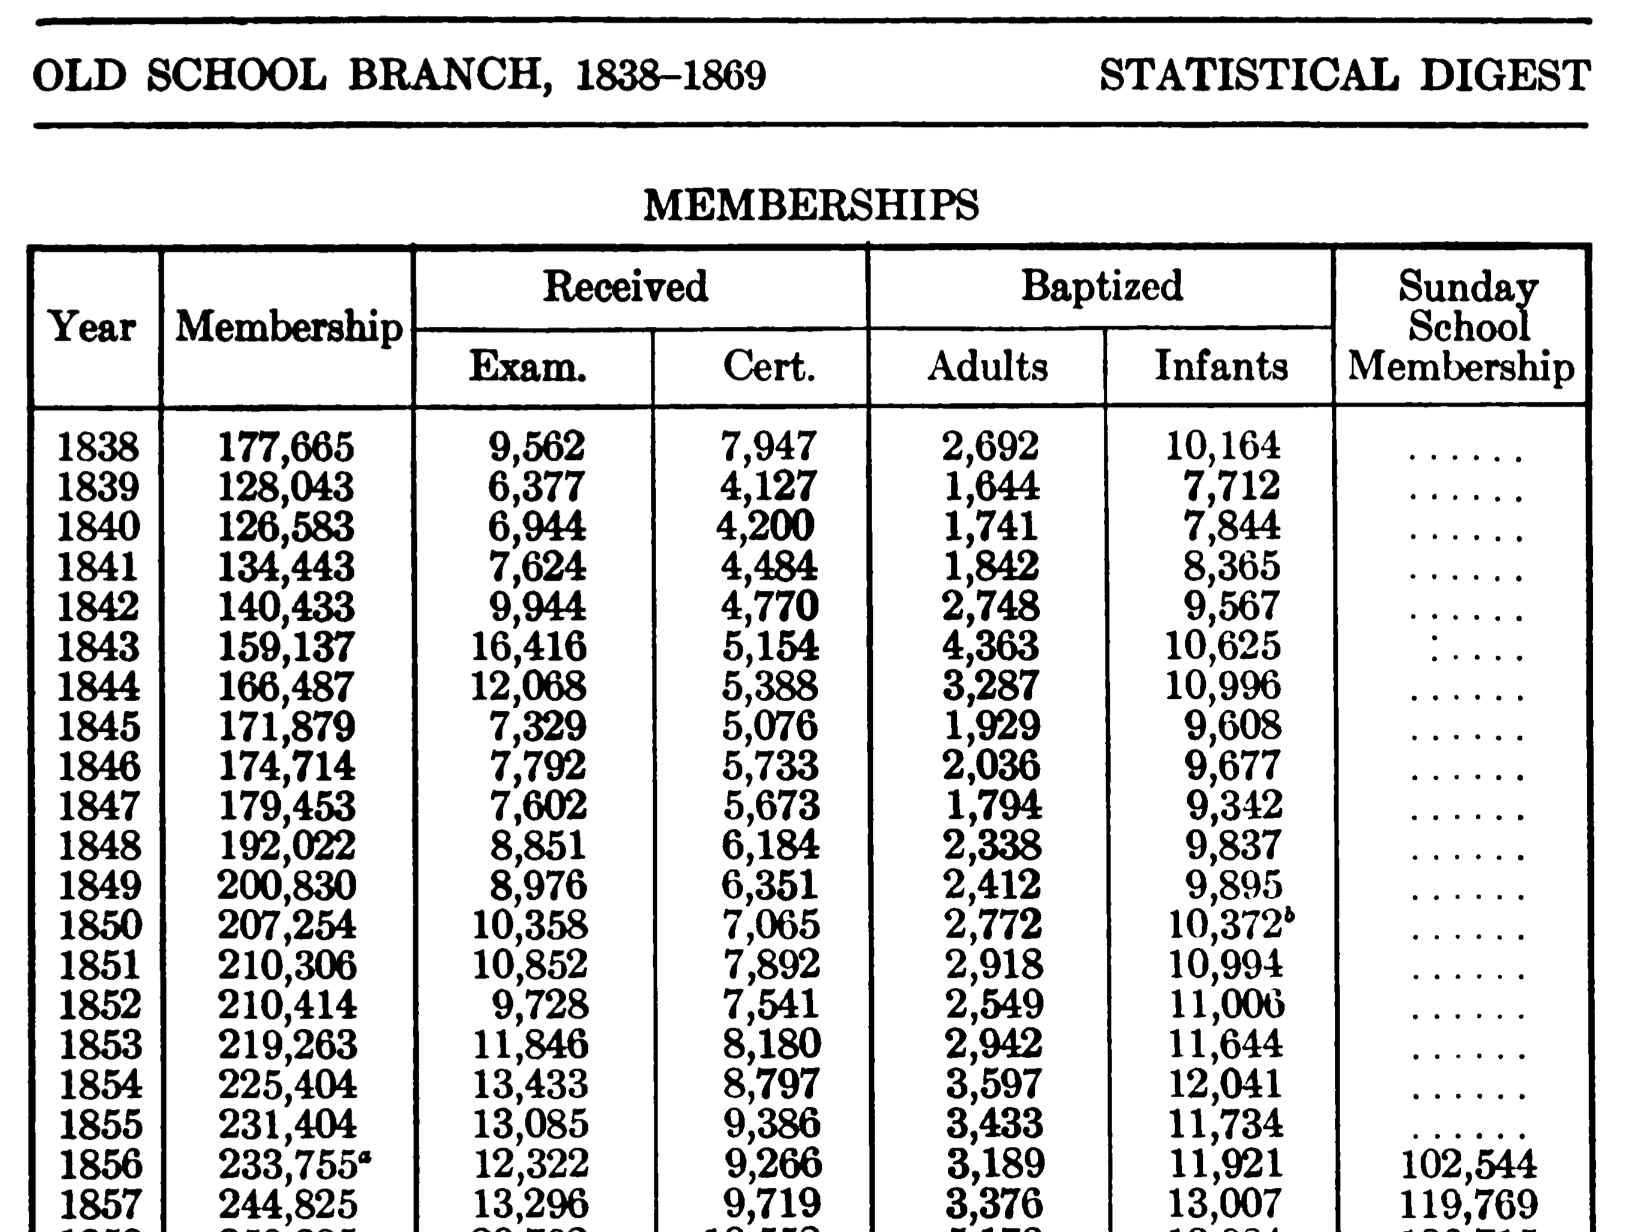 OLD SCHOOL BRANCH, 1838–1869 STATISTICAL DIGEST
MEMBERSHIPS
Year Membership Received Baptized Sunday School Membership
Exam. Cert. Adults Infants
1838 177,665 9,562 7,947 2,692 10,164 ......
1839 128,043 6,377 4,127 1,644 7,712 ......
1840 126,583 6,944 4,200 1,741 7,844 ......
1841 134,443 7,624 4,484 1,842 8,365 ......
1842 140,433 9,944 4,770 2,748 9,567 ......
1843 159,137 16,416 5,154 4,363 10,625 :....
1844 166,487 12,068 5,388 3,287 10,996 ......
1845 171,879 7,329 5,076 1,929 9,608 ......
1846 174,714 7,792 5,733 2,036 9,677 ......
1847 179,453 7,602 5,673 1,794 9,342 ......
1848 192,022 8,851 6,184 2,338 9,837 ......
1849 200,830 8,976 6,351 2,412 9,895 ......
1850 207,254 10,358 7,065 2,772 10,372ᵇ ......
1851 210,306 10,852 7,892 2,918 10,994 ......
1852 210,414 9,728 7,541 2,549 11,006 ......
1853 219,263 11,846 8,180 2,942 11,644 ......
1854 225,404 13,433 8,797 3,597 12,041 ......
1855 231,404 13,085 9,386 3,433 11,734 ......
1856 233,755ᵃ 12,322 9,266 3,189 11,921 102,544
1857 244,825 13,296 9,719 3,376 13,007 119,769